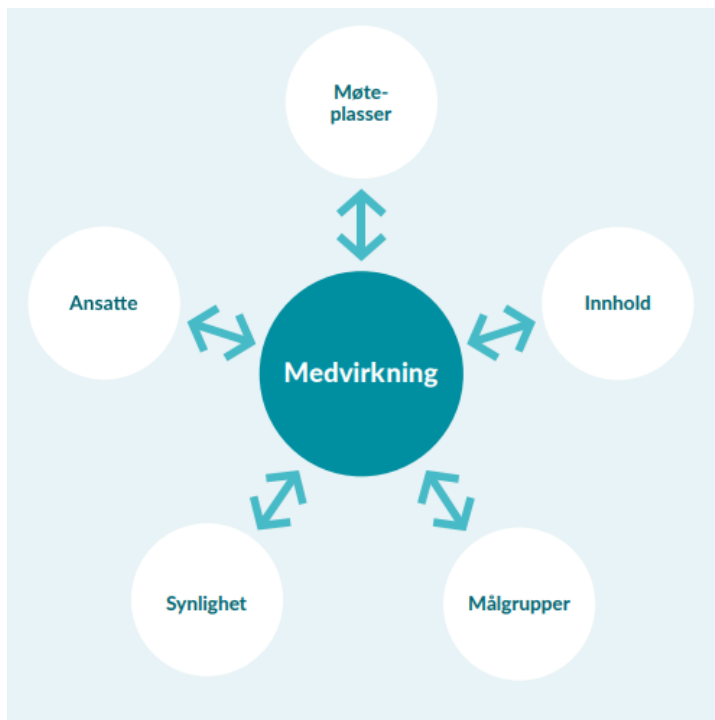 Møte-
plasser
Ansatte
Innhold
Medvirkning
Synlighet
Målgrupper